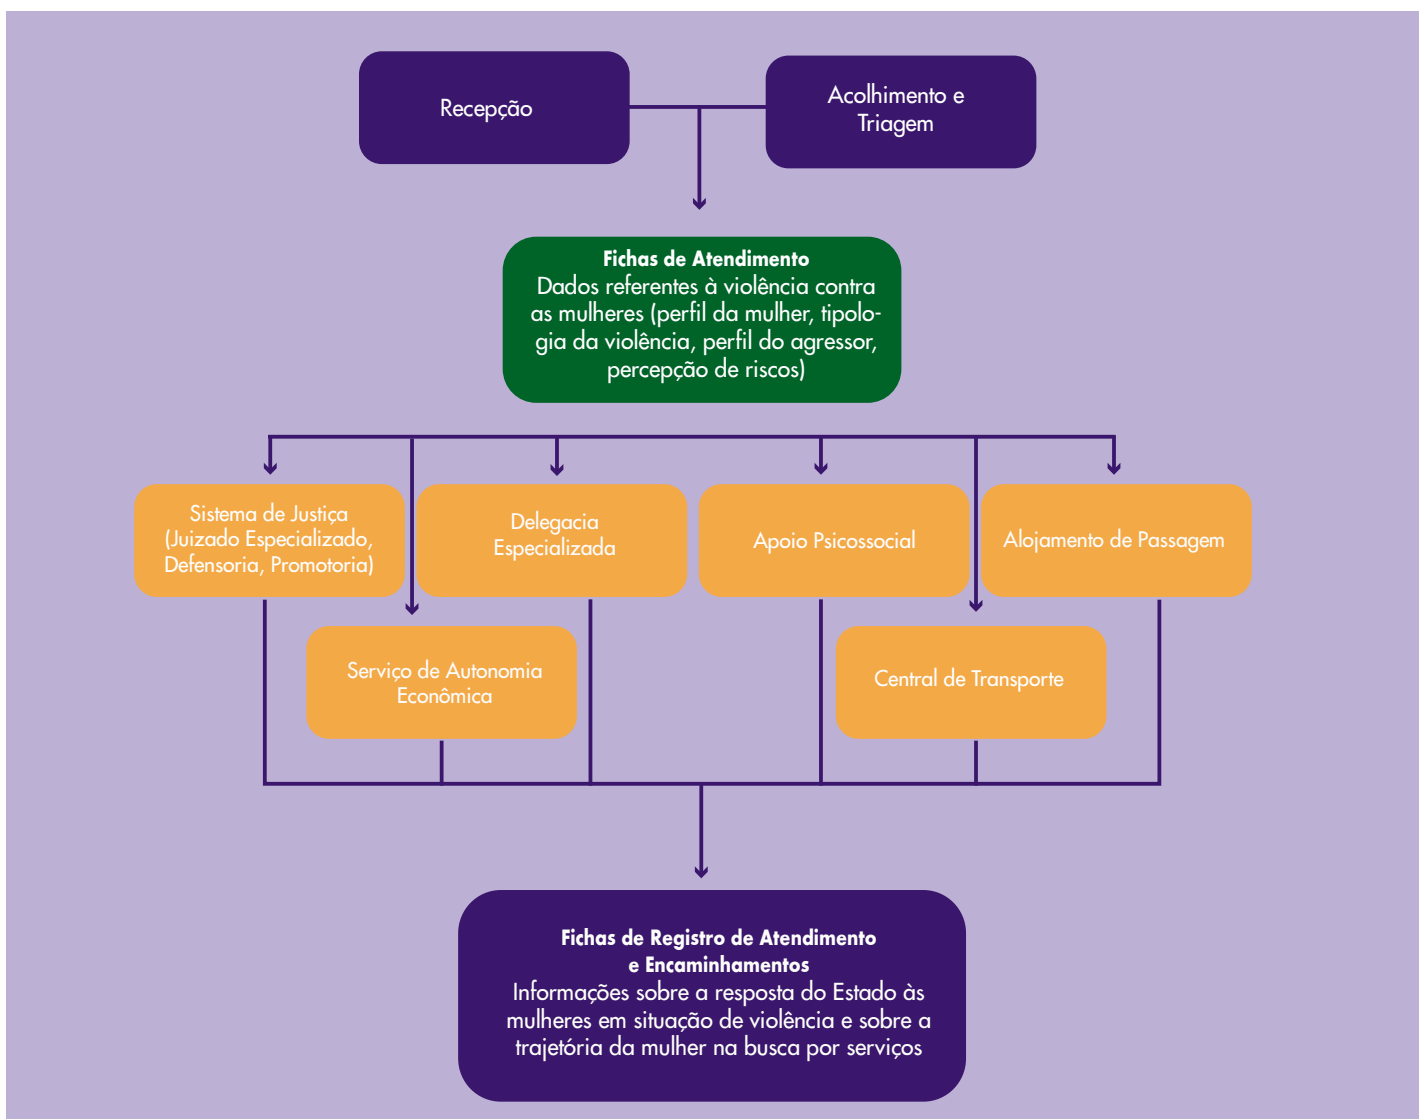 Recepção
Acolhimento e
Triagem
Fichas de Atendimento
Dados referentes à violência contra
as mulheres (perfil da mulher, tipolo-
gia da violência, perfil do agressor,
percepção de riscos)
Sistema de Justiça
(Juizado Especializado,
Defensoria, Promotoria)
Delegacia
Especializada
Apoio Psicossocial
Alojamento de Passagem
Serviço de Autonomia
Econômica
Central de Transporte
Fichas de Registro de Atendimento
e Encaminhamentos
Informações sobre a resposta do Estado às
mulheres em situação de violência e sobre a
trajetória da mulher na busca por serviços